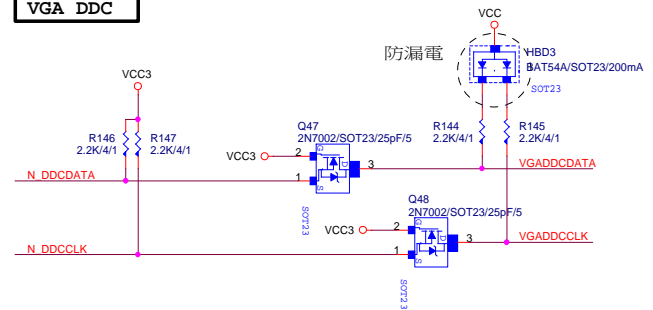 VGA DDC
VCC
防漏電
HBD3
BAT54A/SOT23/200mA
SOT23
VCC3
R146
2.2K/4/1
R147
2.2K/4/1
Q47
2N7002/SOT23/25pF/5
R144
2.2K/4/1
R145
2.2K/4/1
VCC3
2
G
D
S
3
1
N_DDCDATA
VGADDCDATA
SOT23
Q48
2N7002/SOT23/25pF/5
VCC3
2
G
D
S
3
1
N_DDCCLK
VGADDCCLK
SOT23